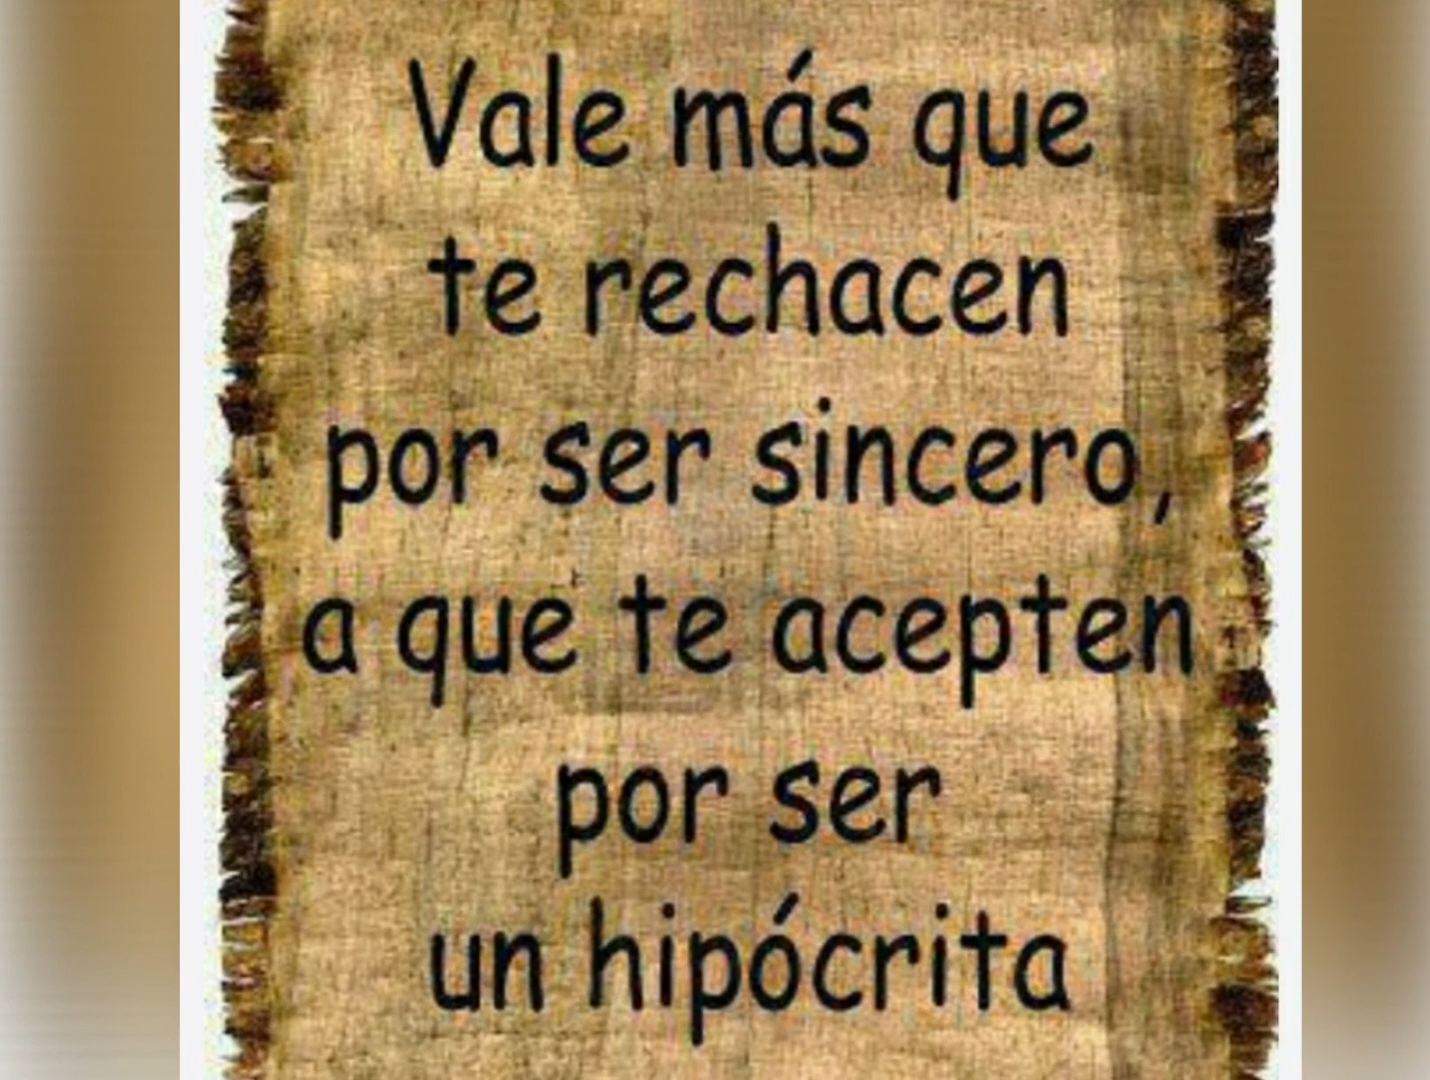 Vale más que
te rechacen
por ser sincero,
a que te acepten
por ser
un hipócrita